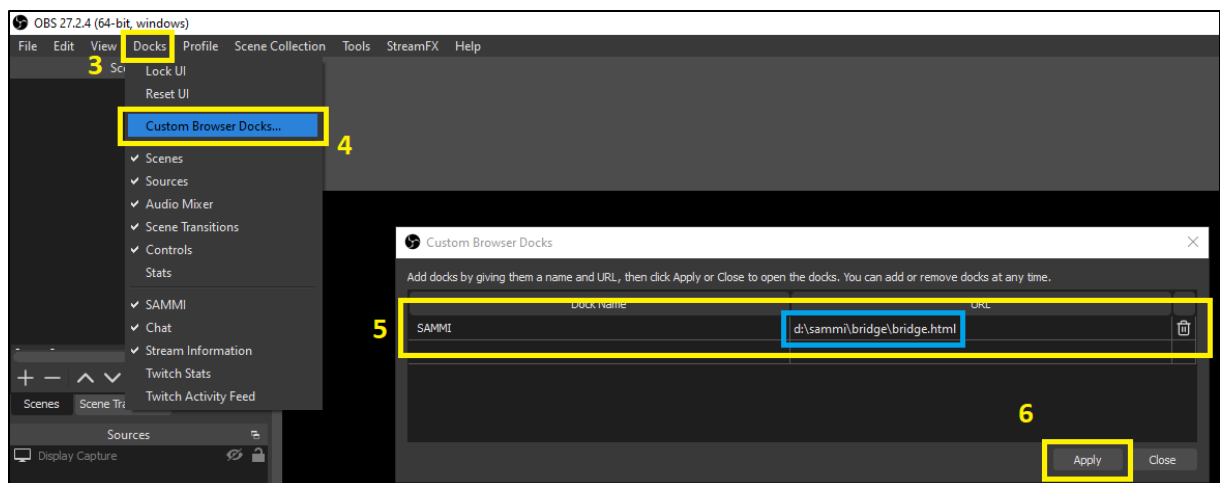 OBS 27.2.4 (64-bit, windows)
File Edit View Docks Profile Scene Collection Tools StreamFX Help
3
Sc
Lock UI
Reset UI
Custom Browser Docks...
4
Scenes
Sources
Audio Mixer
Scene Transitions
Controls
Stats
SAMMI
Chat
Stream Information
Twitch Stats
Twitch Activity Feed
Scenes Scene Tra
Sources
Display Capture
Custom Browser Docks
Add docks by giving them a name and URL, then click Apply or Close to open the docks. You can add or remove docks at any time.
Dock Name URL
5
SAMMI d:\sammi\bridge\bridge.html
6
Apply Close